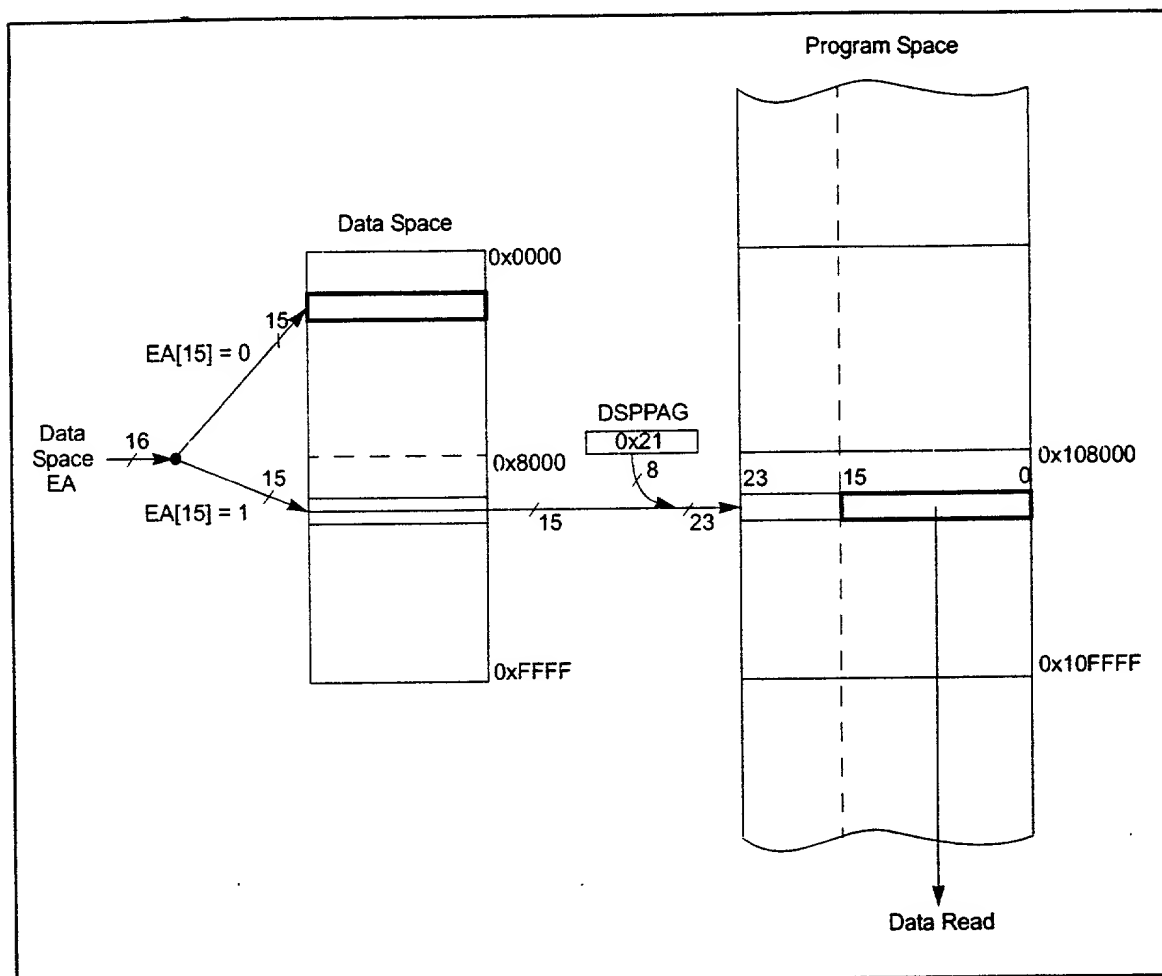 Program Space
Data Space
0x0000
15
EA[15] = 0
DSPPAG
0x21
Data
Space
EA
16
0x8000
0x108000
8
23
15
0
15
EA[15] = 1
15
23
0xFFFF
0x10FFFF
Data Read